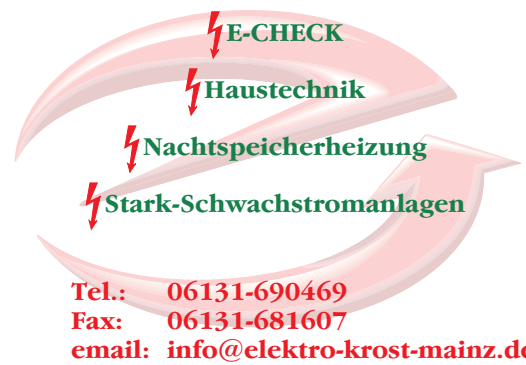 E-CHECK
Haustechnik
Nachtspeicherheizung
Stark-Schwachstromanlagen
Tel.: 06131-690469
Fax: 06131-681607
email: info@elektro-krost-mainz.de